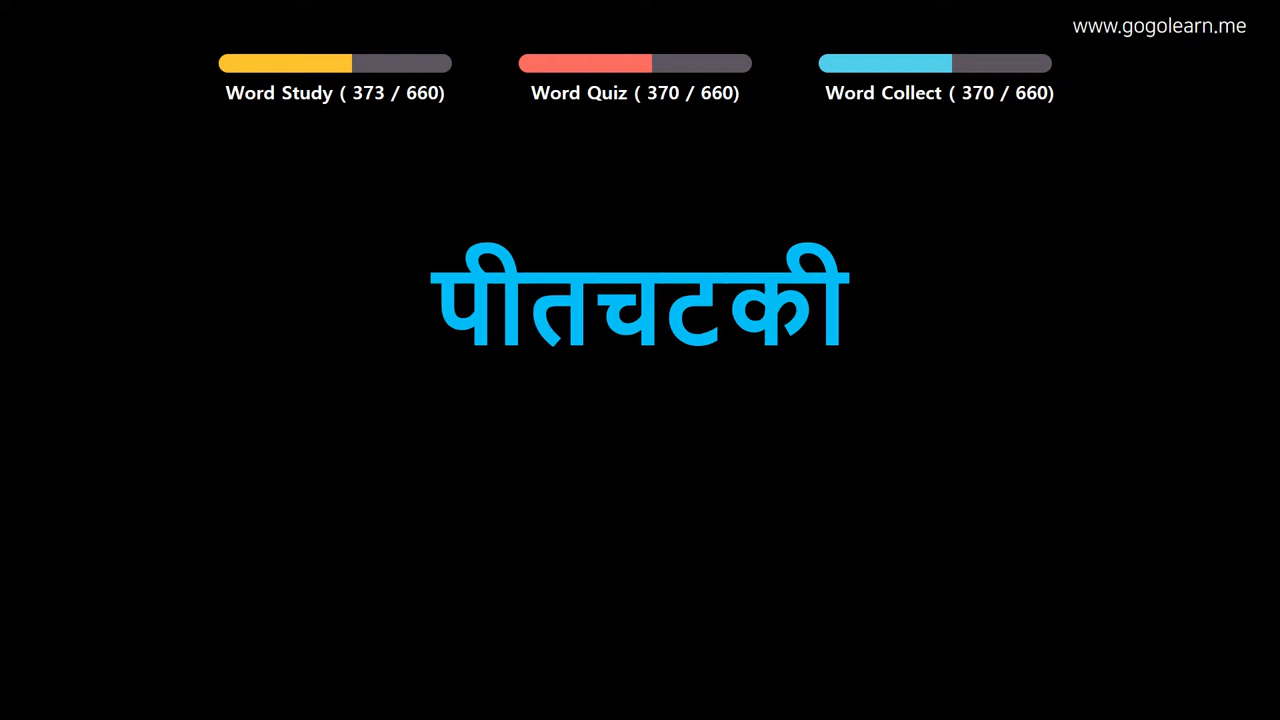 www.gogolearn.me
Word Study ( 373 / 660)
Word Quiz ( 370 / 660)
Word Collect ( 370 / 660)
पीतचटकी